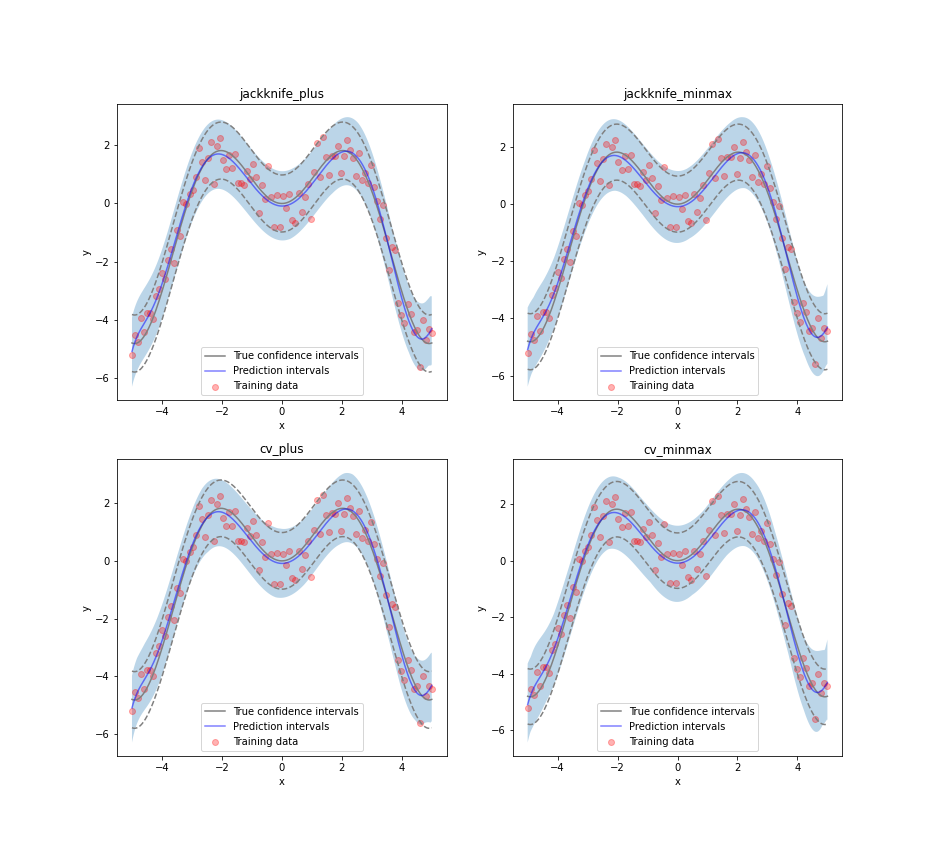 jackknife_plus
2
0
−2
−4
−6
y
True confidence intervals
Prediction intervals
Training data
−4 −2 0 2 4
x
jackknife_minmax
2
0
−2
−4
−6
y
True confidence intervals
Prediction intervals
Training data
−4 −2 0 2 4
x
cv_plus
2
0
−2
−4
−6
y
True confidence intervals
Prediction intervals
Training data
−4 −2 0 2 4
x
cv_minmax
2
0
−2
−4
−6
y
True confidence intervals
Prediction intervals
Training data
−4 −2 0 2 4
x